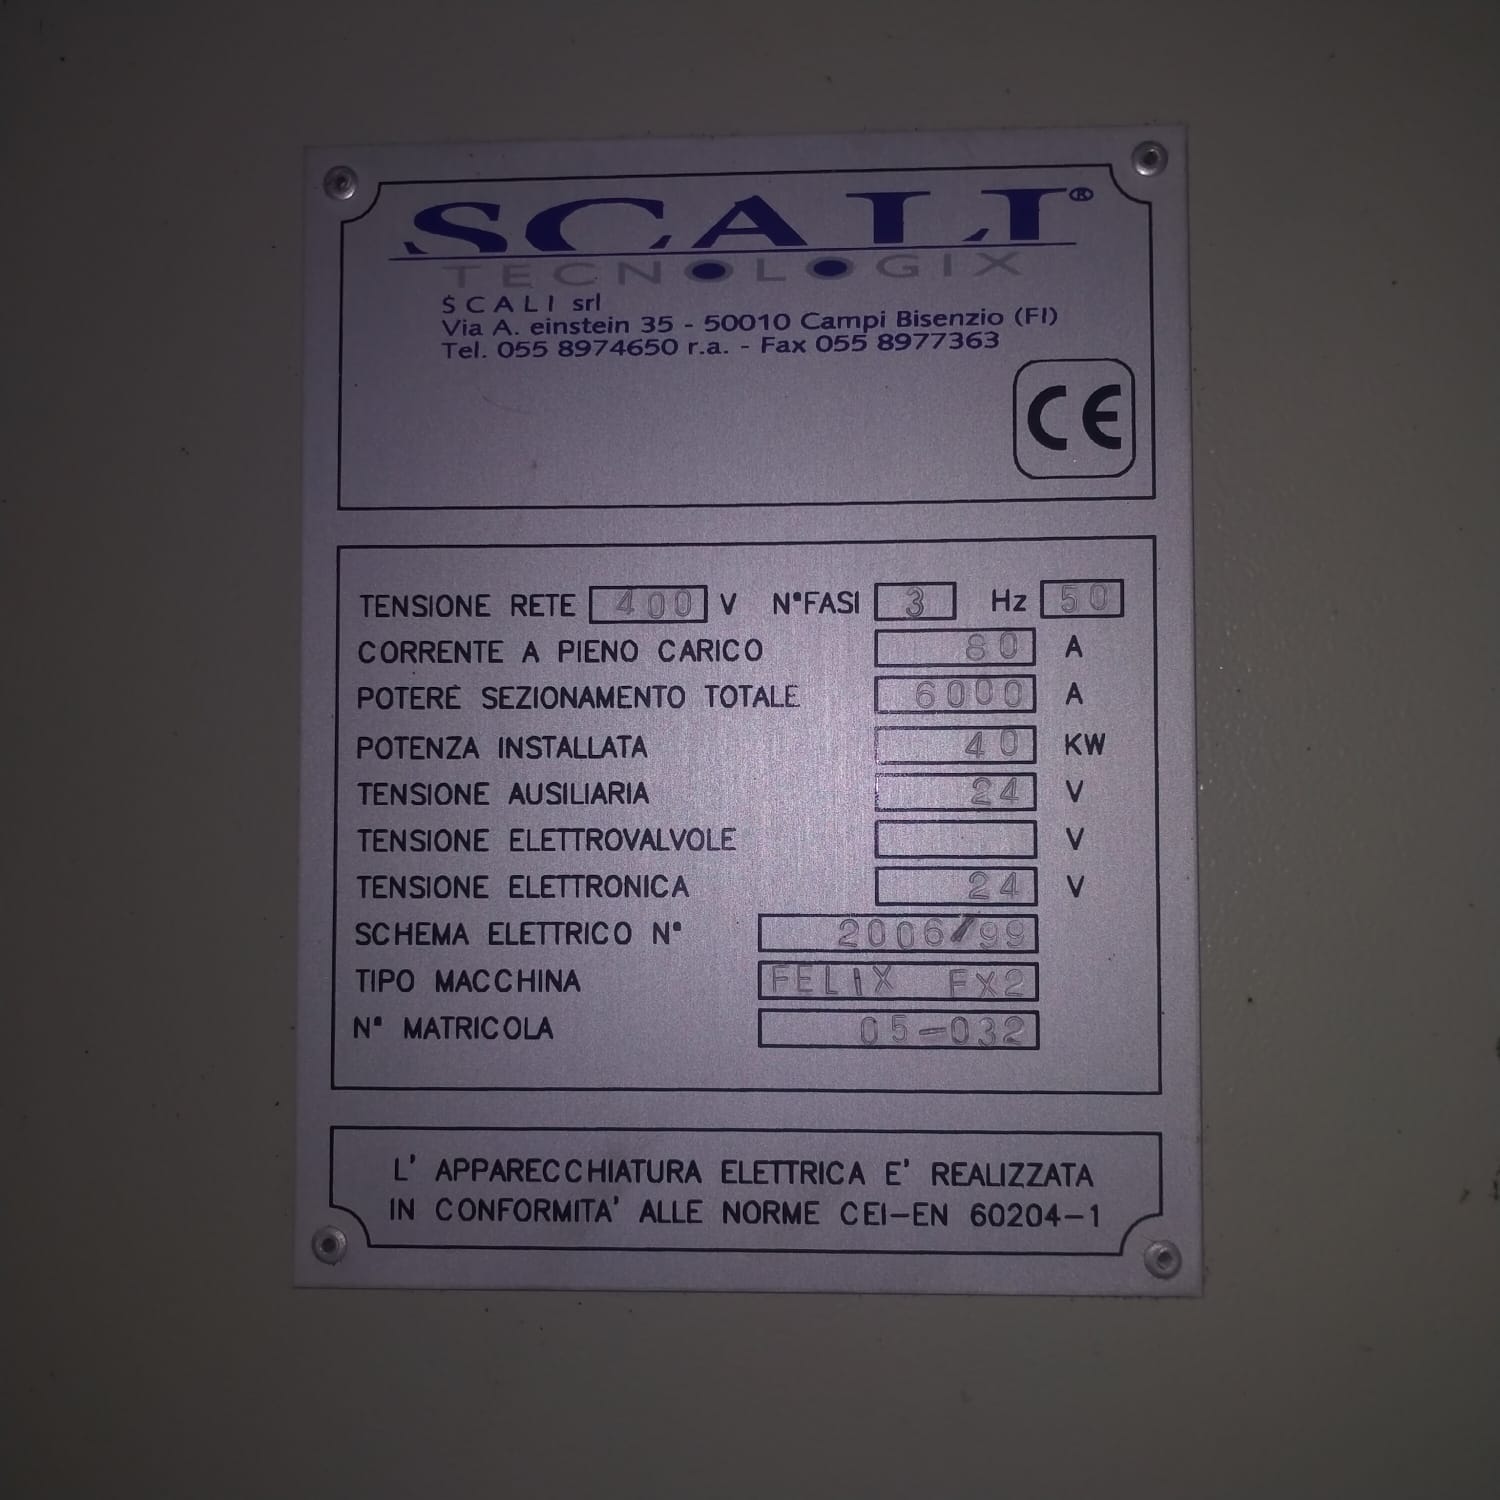 SCALI®
TECNOLOGIX
SCALI srl
Via A. einstein 35 - 50010 Campi Bisenzio (FI)
Tel. 055 8974650 r.a. - Fax 055 8977363
CE
TENSIONE RETE 400 V N°FASI 3 Hz 50
CORRENTE A PIENO CARICO 80 A
POTERE SEZIONAMENTO TOTALE 6000 A
POTENZA INSTALLATA 40 KW
TENSIONE AUSILIARIA 24 V
TENSIONE ELETTROVALVOLE V
TENSIONE ELETTRONICA 24 V
SCHEMA ELETTRICO N° 2006/99
TIPO MACCHINA FELIX FX2
N° MATRICOLA 05-032
L' APPARECCHIATURA ELETTRICA E' REALIZZATA
IN CONFORMITA' ALLE NORME CEI-EN 60204-1